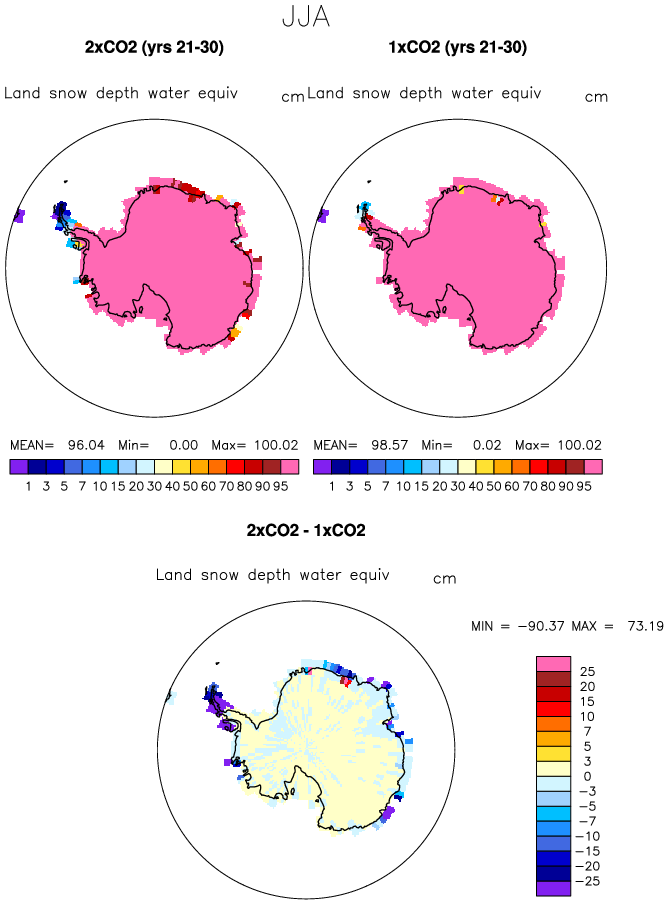 JJA
2xCO2 (yrs 21-30) 1xCO2 (yrs 21-30)
Land snow depth water equiv cm Land snow depth water equiv cm
MEAN= 96.04 Min= 0.00 Max= 100.02 MEAN= 98.57 Min= 0.02 Max= 100.02
1 3 5 7 10 15 20 30 40 50 60 70 80 90 95 1 3 5 7 10 15 20 30 40 50 60 70 80 90 95
2xCO2 - 1xCO2
Land snow depth water equiv cm
MIN = −90.37 MAX = 73.19
25
20
15
10
7
5
3
0
−3
−5
−7
−10
−15
−20
−25